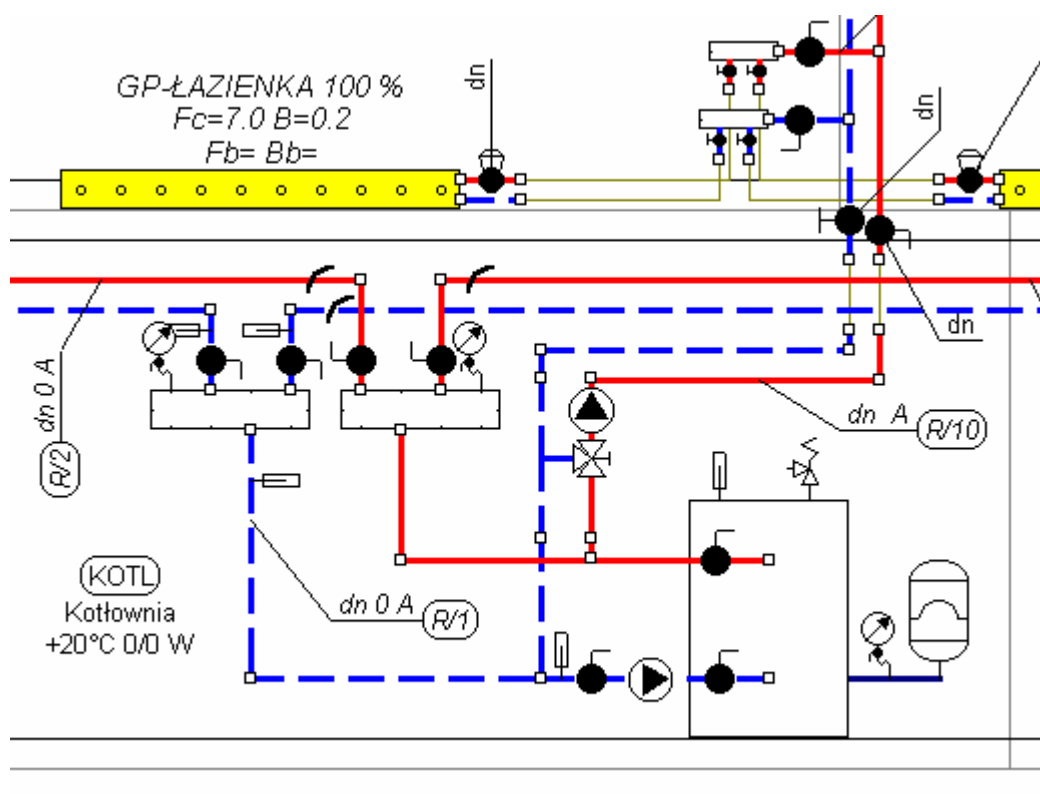 GP-ŁAZIENKA 100 %
Fc=7.0 B=0.2
Fb= Bb=
dn
dn
dn
dn 0 A
R/2
dn A
R/10
KOTL
Kotłownia
+20°C 0/0 W
dn 0 A
R/1